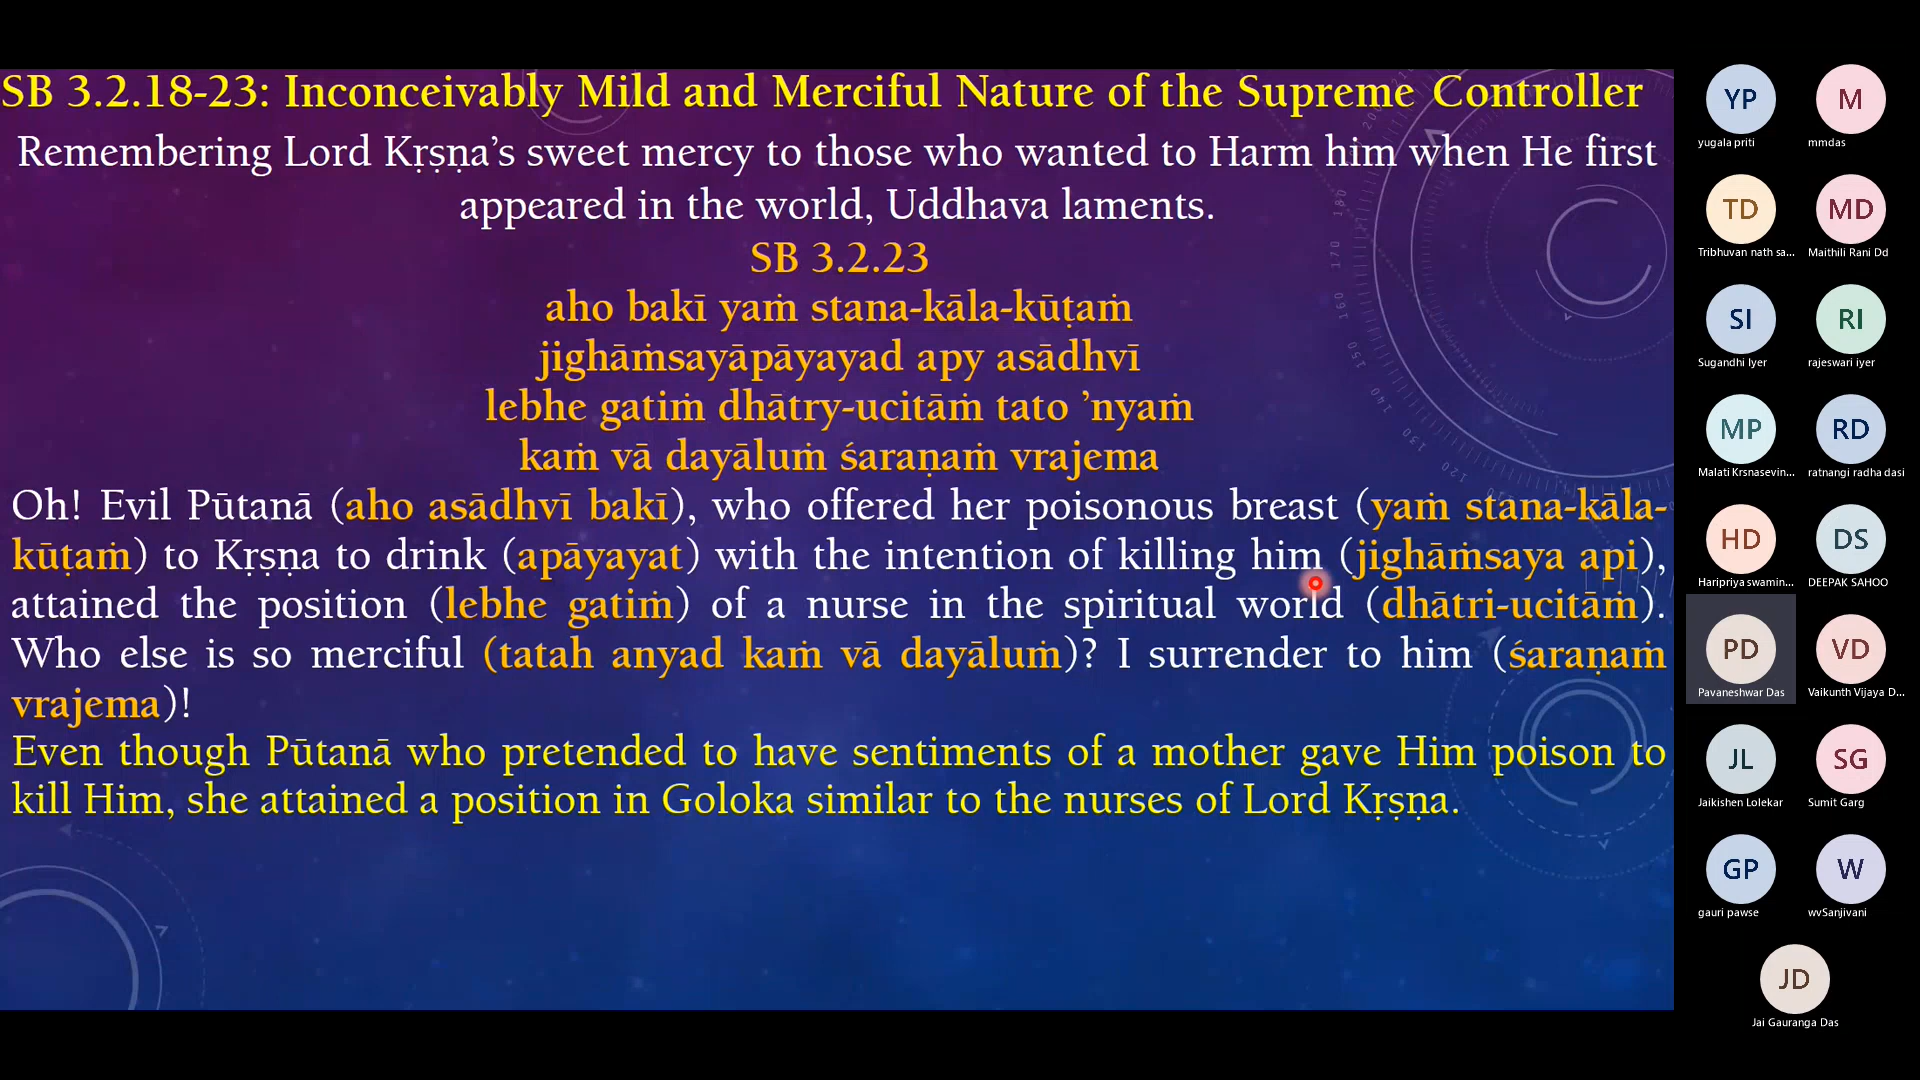 SB 3.2.18-23: Inconceivably Mild and Merciful Nature of the Supreme Controller
Remembering Lord Kṛṣṇa’s sweet mercy to those who wanted to Harm him when He first
appeared in the world, Uddhava laments.
SB 3.2.23
aho bakī yaṁ stana-kāla-kūṭaṁ
jighāṁsayāpāyayad apy asādhvī
lebhe gatiṁ dhātry-ucitāṁ tato ’nyaṁ
kaṁ vā dayāluṁ śaraṇaṁ vrajema
Oh! Evil Pūtanā (aho asādhvī bakī), who offered her poisonous breast (yaṁ stana-kāla-
kūṭaṁ) to Kṛṣṇa to drink (apāyayat) with the intention of killing him (jighāṁsaya api),
attained the position (lebhe gatiṁ) of a nurse in the spiritual world (dhātri-ucitāṁ).
Who else is so merciful (tatah anyad kaṁ vā dayāluṁ)? I surrender to him (śaraṇaṁ
vrajema)!
Even though Pūtanā who pretended to have sentiments of a mother gave Him poison to
kill Him, she attained a position in Goloka similar to the nurses of Lord Kṛṣṇa.
180
170
160
150
140
130
120
YP M
yugala priti mmdas
TD MD
Tribhuvan nath sa... Maithili Rani Dd
SI RI
Sugandhi Iyer rajeswari iyer
MP RD
Malati Krsnasevin... ratnangi radha dasi
HD DS
Haripriya swamin... DEEPAK SAHOO
PD VD
Pavaneshwar Das Vaikunth Vijaya D...
JL SG
Jaikishen Lolekar Sumit Garg
GP W
gauri pawse wvSanjivani
JD
Jai Gauranga Das